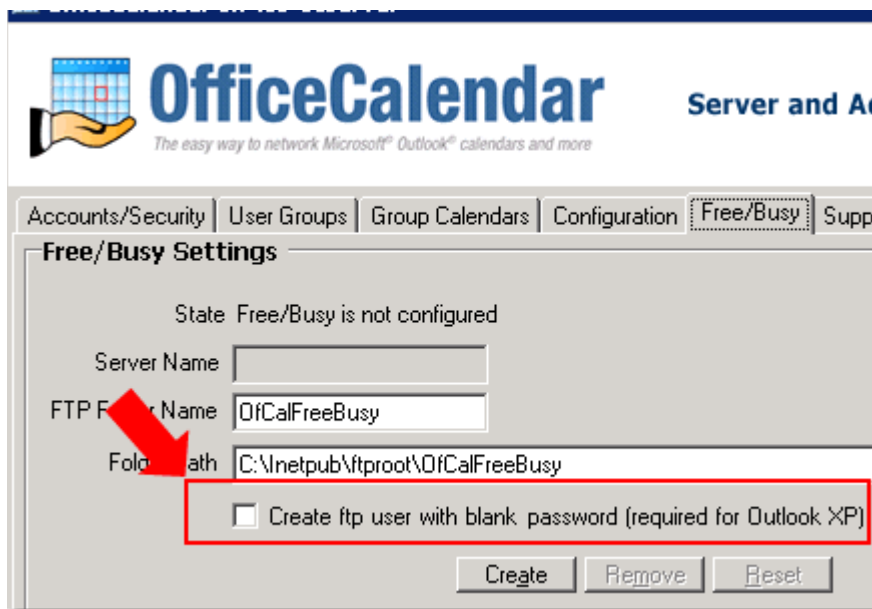 OfficeCalendar
Server and Ac
The easy way to network Microsoft® Outlook® calendars and more
Accounts/Security User Groups Group Calendars Configuration Free/Busy Supp
Free/Busy Settings
State Free/Busy is not configured
Server Name
FTP F Name OfCalFreeBusy
Fol ath C:\Inetpub\ftproot\OfCalFreeBusy
Create ftp user with blank password (required for Outlook XP)
Create Remove Reset